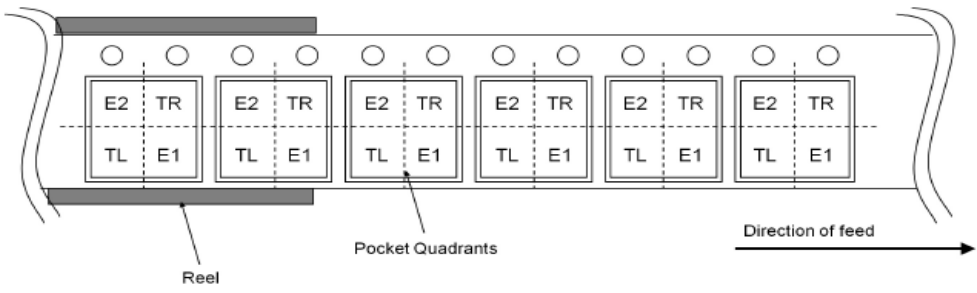 E2 TR E2 TR E2 TR E2 TR E2 TR E2 TR
TL E1 TL E1 TL E1 TL E1 TL E1 TL E1
Direction of feed
Pocket Quadrants
Reel